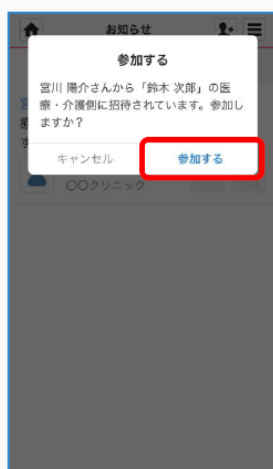 お知らせ
参加する
宮川 陽介さんから「鈴木 次郎」の医
療・介護側に招待されています。参加し
ますか？
キャンセル
参加する
〇〇クリニック